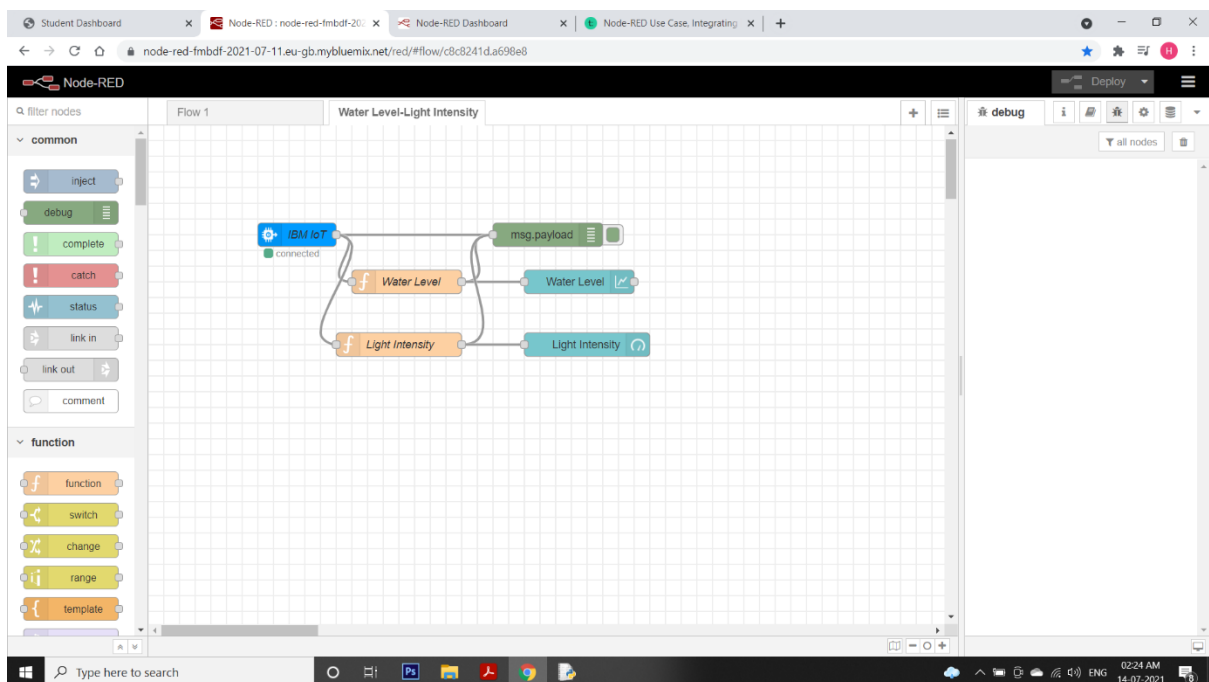 Student Dashboard
Node-RED : node-red-fmbdf-202
Node-RED Dashboard
Node-RED Use Case, Integrating
node-red-fmbdf-2021-07-11.eu-gb.mybluemix.net/red/#flow/c8c8241d.a698e8
H
Node-RED
Deploy
filter nodes
Flow 1
Water Level-Light Intensity
debug
i
all nodes
common
inject
debug
complete
catch
status
link in
link out
comment
function
function
switch
change
range
template
IBM IoT
connected
msg.payload
Water Level
Water Level
Light Intensity
Light Intensity
Type here to search
Ps
ENG
02:24 AM
14-07-2021